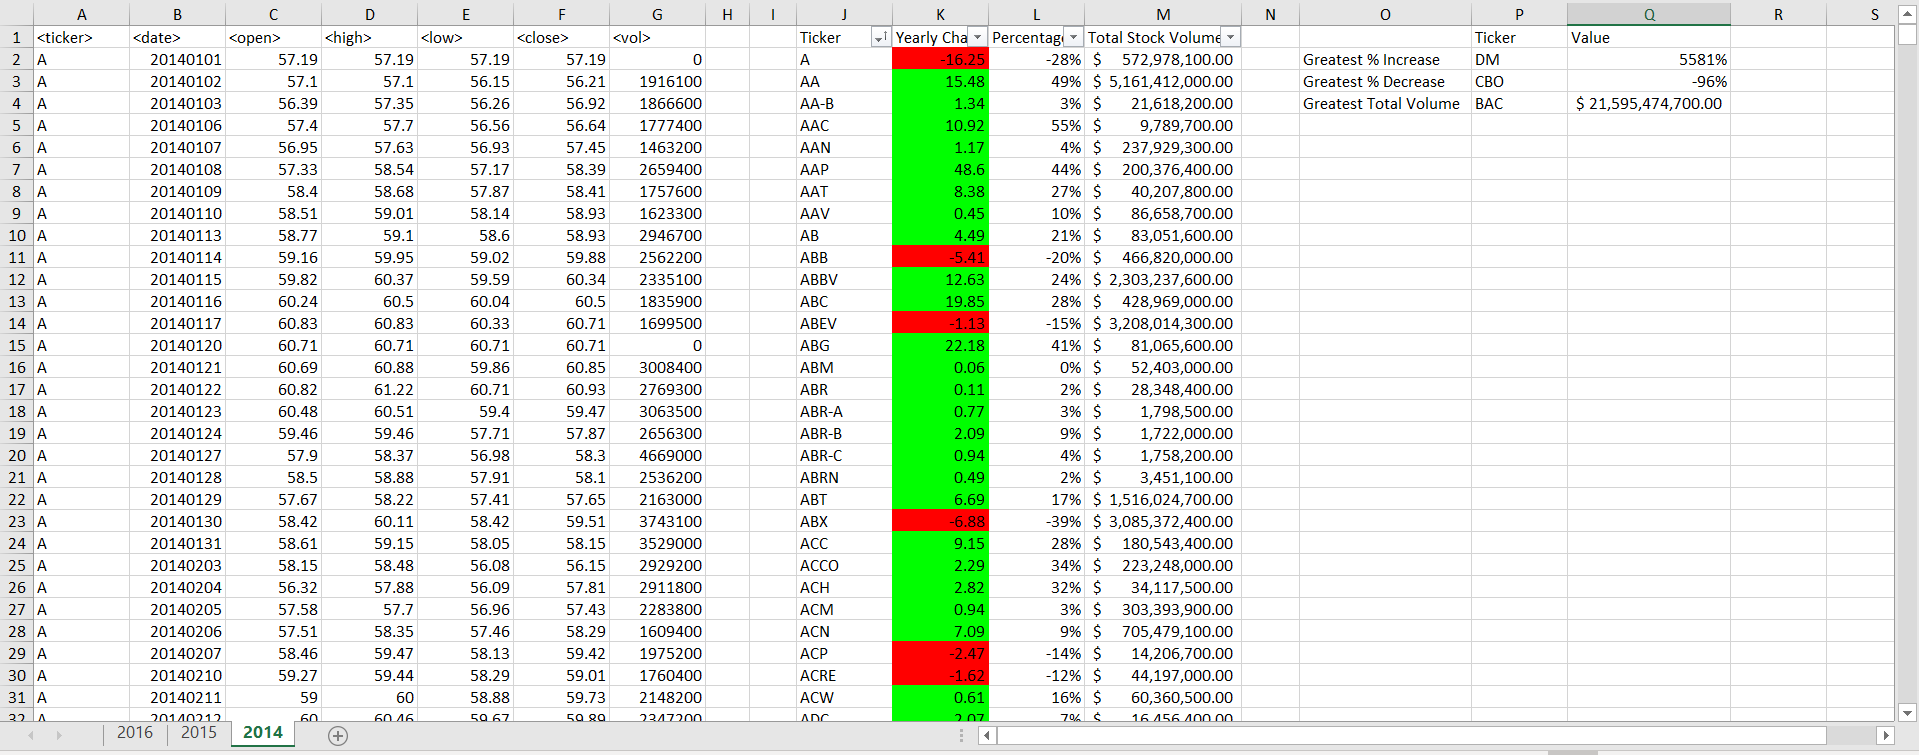 A B C D E F G H I J K L M N O P Q R S
1 <ticker> <date> <open> <high> <low> <close> <vol> Ticker Yearly Cha Percentag Total Stock Volume Ticker Value
2 A 20140101 57.19 57.19 57.19 57.19 0 A -16.25 -28% $ 572,978,100.00 Greatest % Increase DM 5581%
3 A 20140102 57.1 57.1 56.15 56.21 1916100 AA 15.48 49% $ 5,161,412,000.00 Greatest % Decrease CBO -96%
4 A 20140103 56.39 57.35 56.26 56.92 1866600 AA-B 1.34 3% $ 21,618,200.00 Greatest Total Volume BAC $ 21,595,474,700.00
5 A 20140106 57.4 57.7 56.56 56.64 1777400 AAC 10.92 55% $ 9,789,700.00
6 A 20140107 56.95 57.63 56.93 57.45 1463200 AAN 1.17 4% $ 237,929,300.00
7 A 20140108 57.33 58.54 57.17 58.39 2659400 AAP 48.6 44% $ 200,376,400.00
8 A 20140109 58.4 58.68 57.87 58.41 1757600 AAT 8.38 27% $ 40,207,800.00
9 A 20140110 58.51 59.01 58.14 58.93 1623300 AAV 0.45 10% $ 86,658,700.00
10 A 20140113 58.77 59.1 58.6 58.93 2946700 AB 4.49 21% $ 83,051,600.00
11 A 20140114 59.16 59.95 59.02 59.88 2562200 ABB -5.41 -20% $ 466,820,000.00
12 A 20140115 59.82 60.37 59.59 60.34 2335100 ABBV 12.63 24% $ 2,303,237,600.00
13 A 20140116 60.24 60.5 60.04 60.5 1835900 ABC 19.85 28% $ 428,969,000.00
14 A 20140117 60.83 60.83 60.33 60.71 1699500 ABEV -1.13 -15% $ 3,208,014,300.00
15 A 20140120 60.71 60.71 60.71 60.71 0 ABG 22.18 41% $ 81,065,600.00
16 A 20140121 60.69 60.88 59.86 60.85 3008400 ABM 0.06 0% $ 52,403,000.00
17 A 20140122 60.82 61.22 60.71 60.93 2769300 ABR 0.11 2% $ 28,348,400.00
18 A 20140123 60.48 60.51 59.4 59.47 3063500 ABR-A 0.77 3% $ 1,798,500.00
19 A 20140124 59.46 59.46 57.71 57.87 2656300 ABR-B 2.09 9% $ 1,722,000.00
20 A 20140127 57.9 58.37 56.98 58.3 4669000 ABR-C 0.94 4% $ 1,758,200.00
21 A 20140128 58.5 58.88 57.91 58.1 2536200 ABRN 0.49 2% $ 3,451,100.00
22 A 20140129 57.67 58.22 57.41 57.65 2163000 ABT 6.69 17% $ 1,516,024,700.00
23 A 20140130 58.42 60.11 58.42 59.51 3743100 ABX -6.88 -39% $ 3,085,372,400.00
24 A 20140131 58.61 59.15 58.05 58.15 3529000 ACC 9.15 28% $ 180,543,400.00
25 A 20140203 58.15 58.48 56.08 56.15 2929200 ACCO 2.29 34% $ 223,248,000.00
26 A 20140204 56.32 57.88 56.09 57.81 2911800 ACH 2.82 32% $ 34,117,500.00
27 A 20140205 57.58 57.7 56.96 57.43 2283800 ACM 0.94 3% $ 303,393,900.00
28 A 20140206 57.51 58.35 57.46 58.29 1609400 ACN 7.09 9% $ 705,479,100.00
29 A 20140207 58.46 59.47 58.13 59.42 1975200 ACP -2.47 -14% $ 14,206,700.00
30 A 20140210 59.27 59.44 58.29 59.01 1760400 ACRE -1.62 -12% $ 44,197,000.00
31 A 20140211 59 60 58.88 59.73 2148200 ACW 0.61 16% $ 60,360,500.00
32 A 20140212 60 60.46 59.67 59.89 2347200 ADC 2.07 7% $ 16,456,400.00
2016 2015 2014